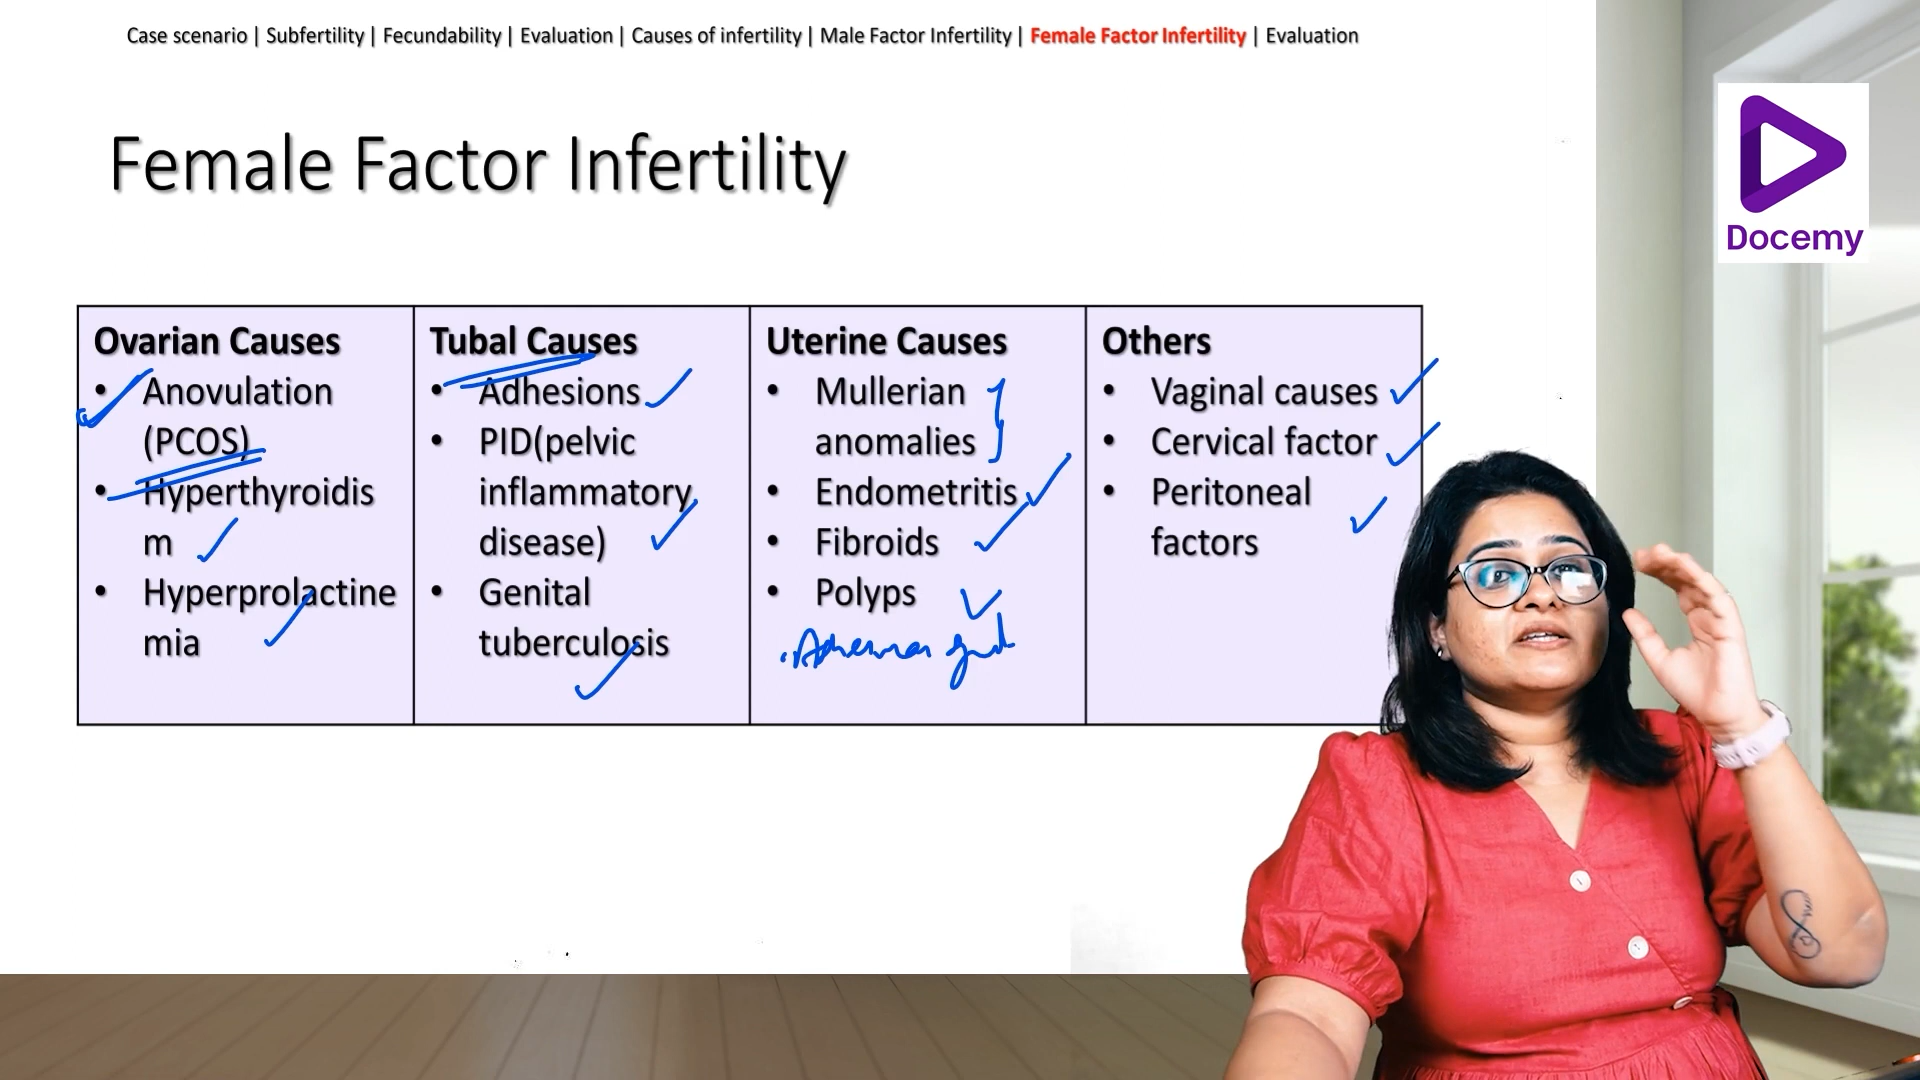 Case scenario | Subfertility | Fecundability | Evaluation | Causes of infertility | Male Factor Infertility | Female Factor Infertility | Evaluation
Docemy
Female Factor Infertility
Ovarian Causes
• Anovulation
(PCOS)
• Hyperthyroidis
m
• Hyperprolactine
mia
Tubal Causes
• Adhesions
• PID(pelvic
inflammatory
disease)
• Genital
tuberculosis
Uterine Causes
• Mullerian
anomalies
• Endometritis
• Fibroids
• Polyps
Others
• Vaginal causes
• Cervical factor
• Peritoneal
factors